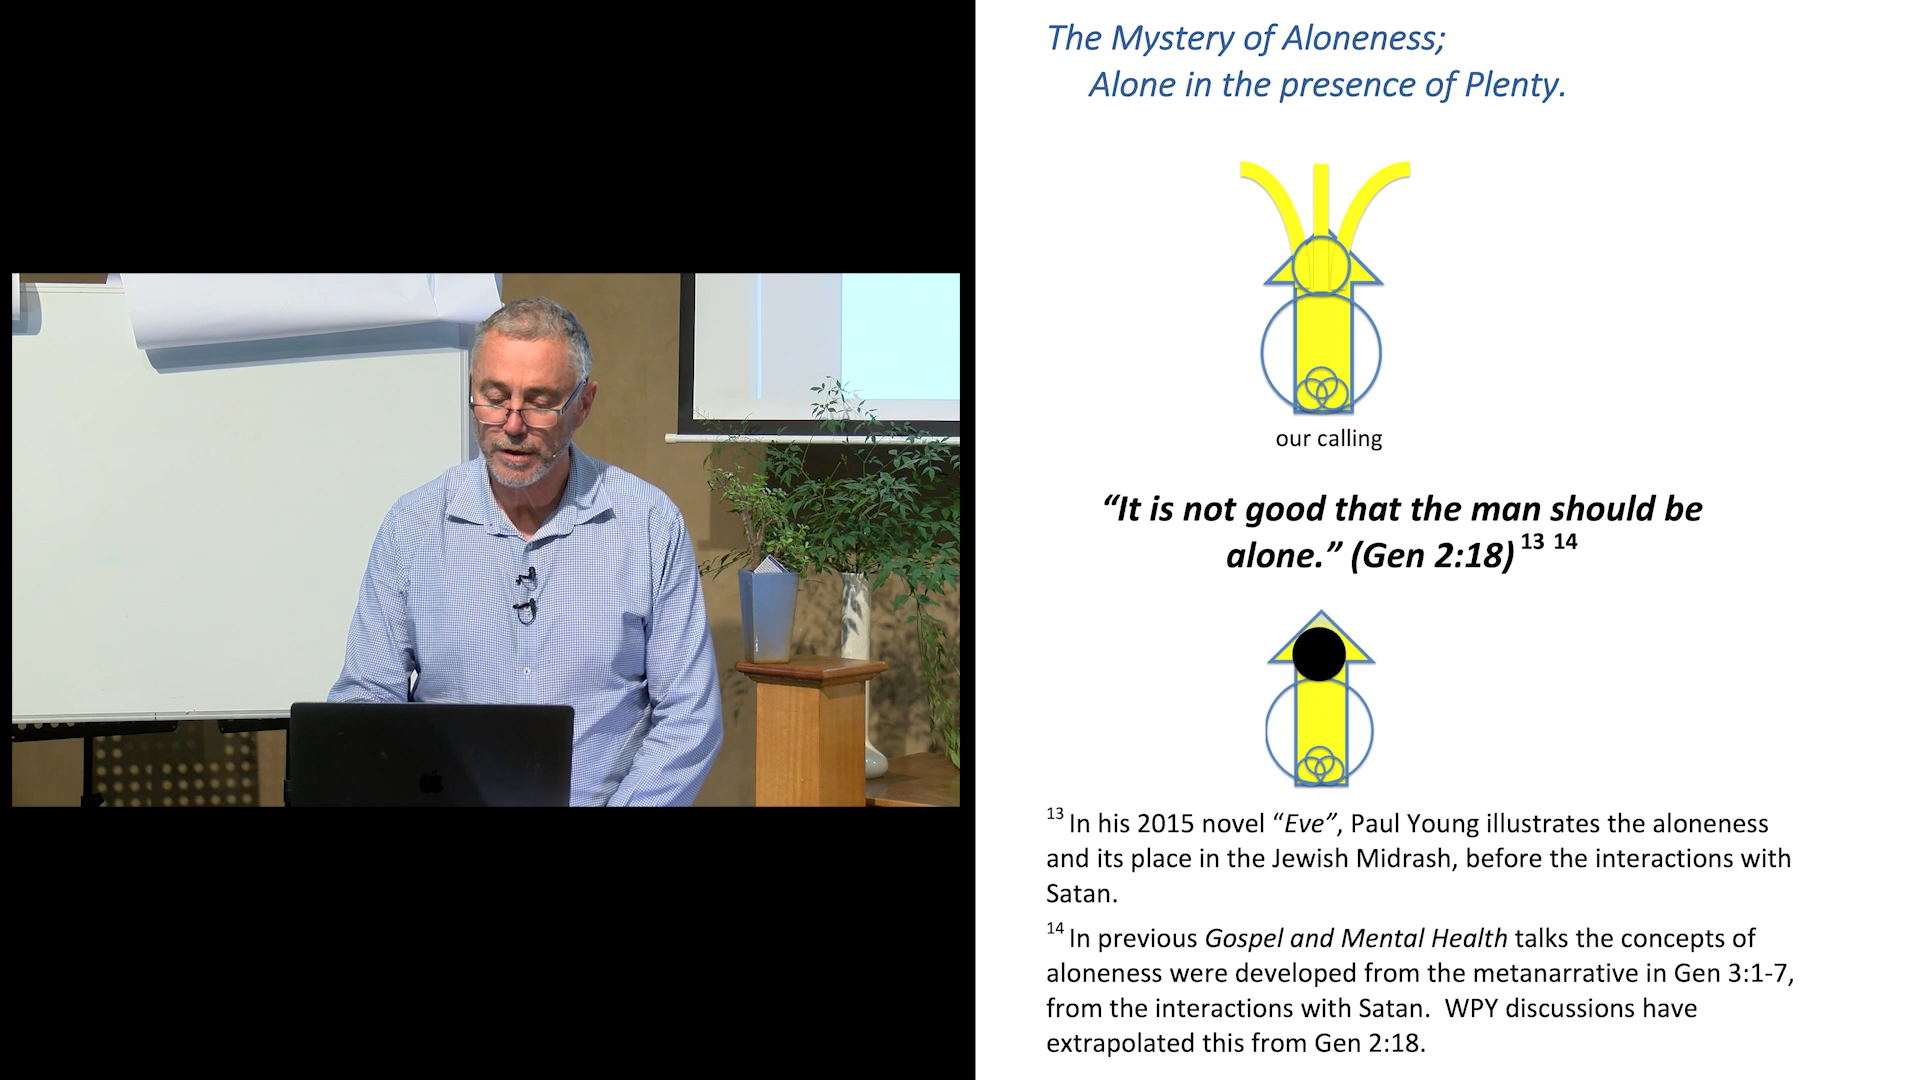 The Mystery of Aloneness;
Alone in the presence of Plenty.
our calling
“It is not good that the man should be
alone.” (Gen 2:18) 13 14
13 In his 2015 novel “Eve”, Paul Young illustrates the aloneness
and its place in the Jewish Midrash, before the interactions with
Satan.
14 In previous Gospel and Mental Health talks the concepts of
aloneness were developed from the metanarrative in Gen 3:1-7,
from the interactions with Satan.  WPY discussions have
extrapolated this from Gen 2:18.